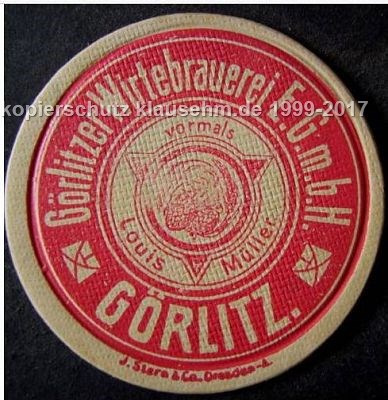 kopierschutz klausehm.de 1999-2017
Görlitzer Wirtebrauerei E.G.m.b.H.
vormals
Louis Müller
GÖRLITZ.
J. Stern & Co., Dresden-A.